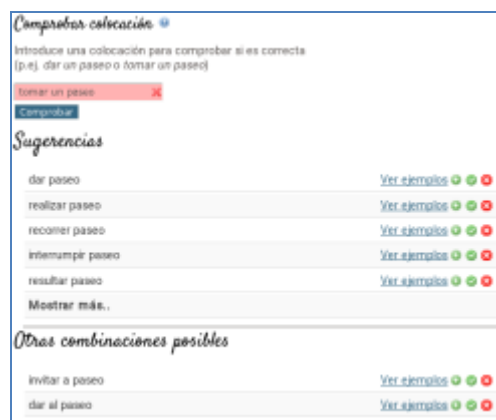 Comprobar colocación
Introduce una colocación para comprobar si es correcta
(p.ej. dar un paseo o tomar un paseo)
tomar un paseo
Comprobar
Sugerencias
dar paseo Ver ejemplos
realizar paseo Ver ejemplos
recorrer paseo Ver ejemplos
interrumpir paseo Ver ejemplos
resultar paseo Ver ejemplos
Mostrar más..
Otras combinaciones posibles
invitar a paseo Ver ejemplos
dar al paseo Ver ejemplos